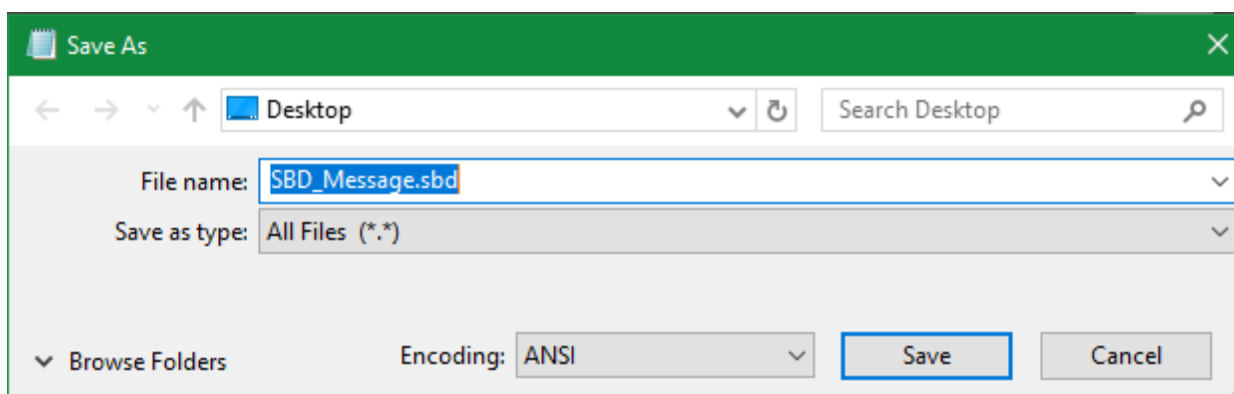 Save As
Desktop
Search Desktop
File name: SBD_Message.sbd
Save as type: All Files (*.*)
Browse Folders
Encoding: ANSI
Save
Cancel